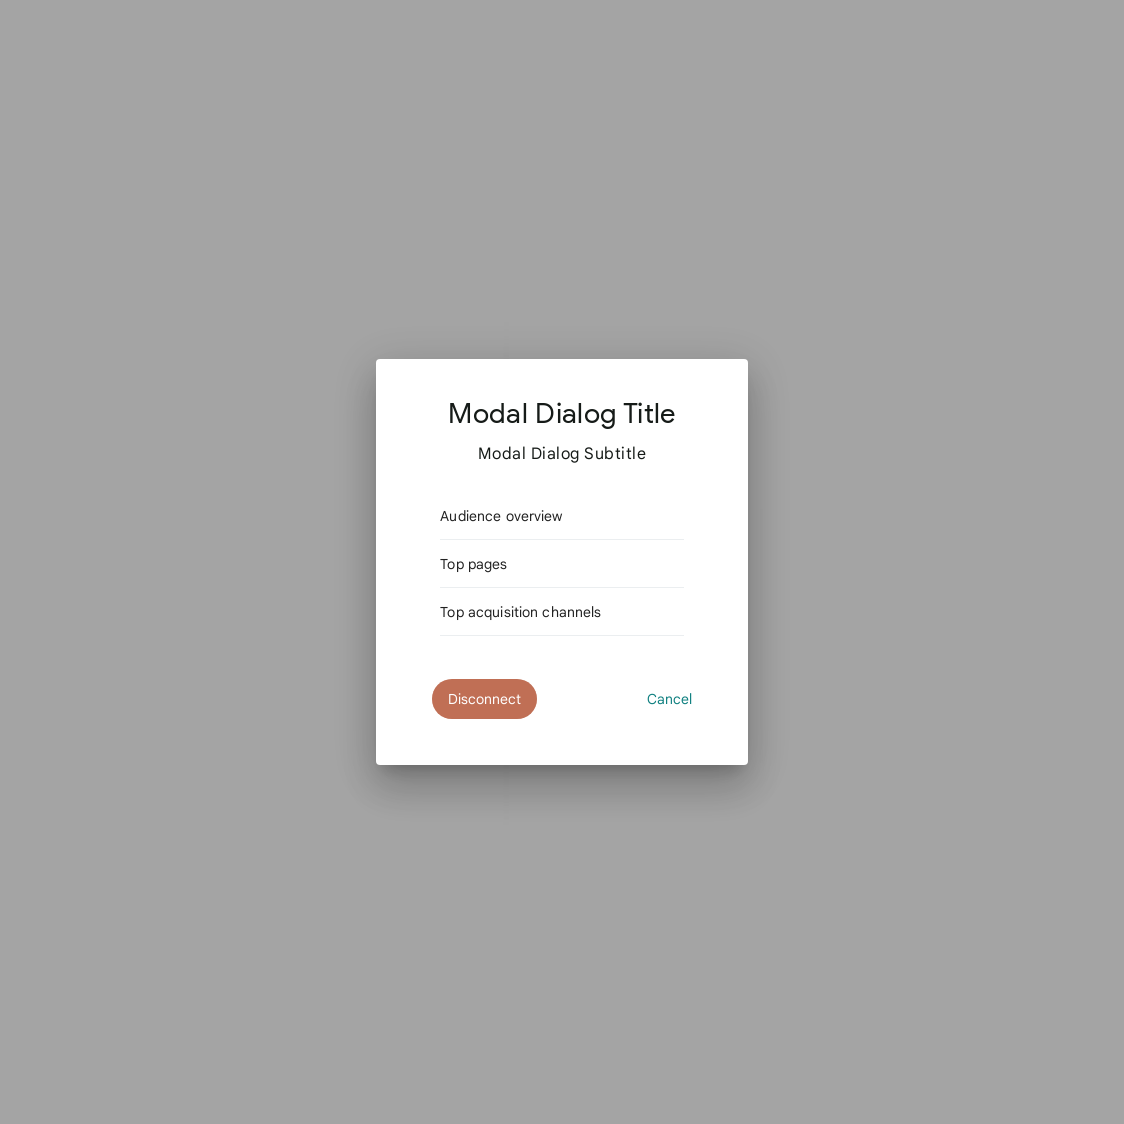 Modal Dialog Title
Modal Dialog Subtitle
Audience overview
Top pages
Top acquisition channels
Disconnect
Cancel